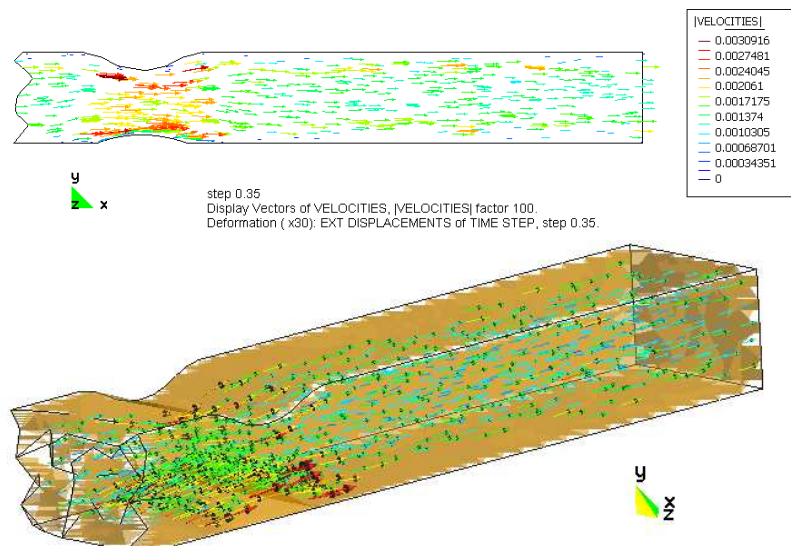 |VELOCITIES|
0.0030916
0.0027481
0.0024045
0.002061
0.0017175
0.001374
0.0010305
0.00068701
0.00034351
0
y
z x
step 0.35
Display Vectors of VELOCITIES, |VELOCITIES| factor 100.
Deformation ( x30): EXT DISPLACEMENTS of TIME STEP, step 0.35.
y
x
z